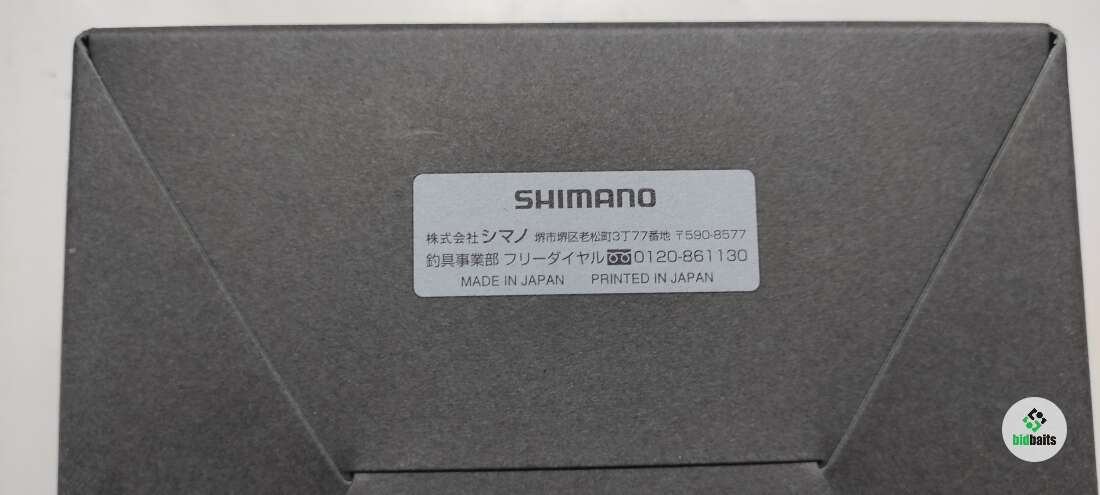 SHIMANO
株式会社シマノ 堺市堺区老松町3丁77番地 〒590-8577
釣具事業部 フリーダイヤル 0120-861130
MADE IN JAPAN PRINTED IN JAPAN
bidbaits